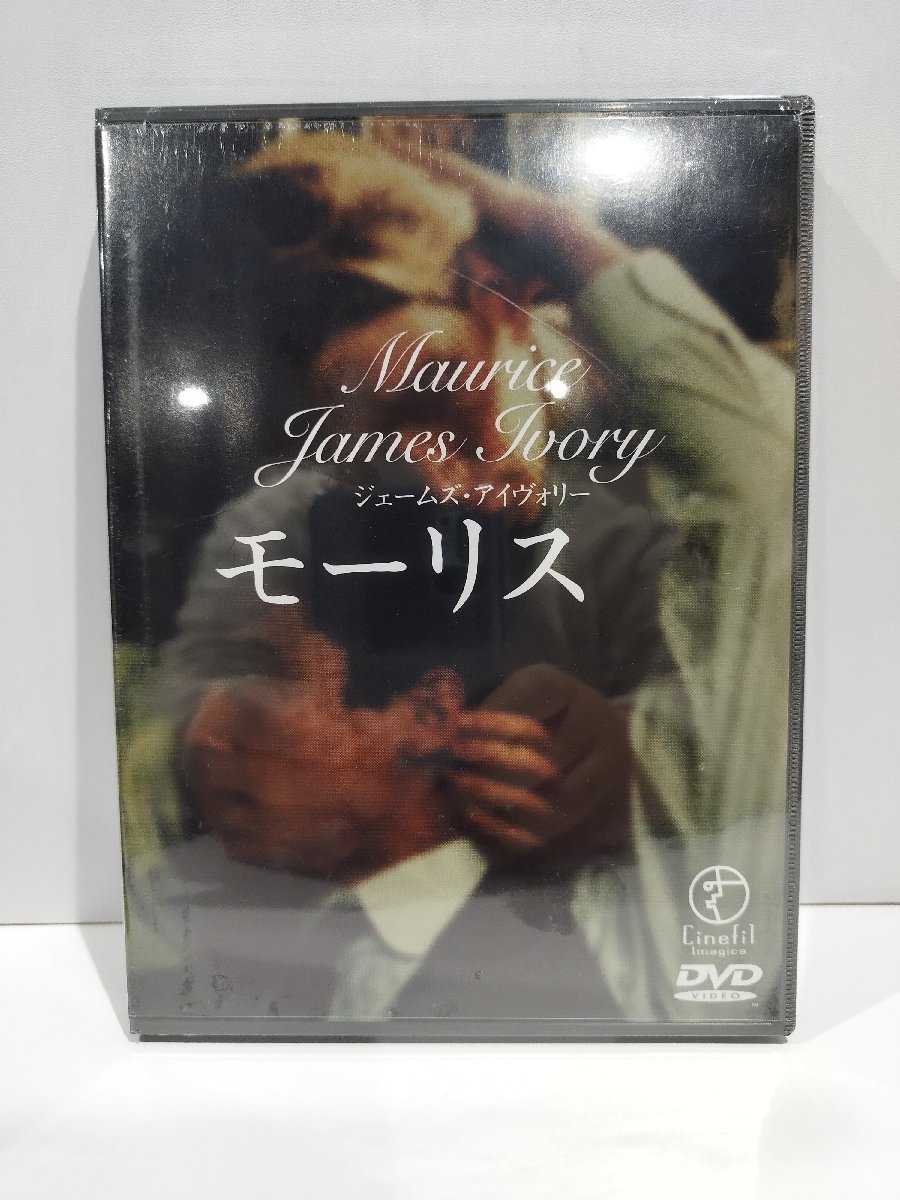 Maurice
James Ivory
ジェームズ・アイヴォリー
モーリス
Cinefil
Imagica
DVD
VIDEO